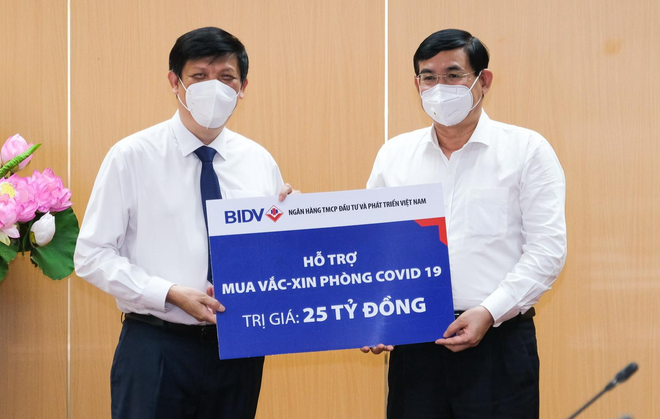 BIDV NGÂN HÀNG TMCP ĐẦU TƯ VÀ PHÁT TRIỂN VIỆT NAM
HỖ TRỢ
MUA VẮC-XIN PHÒNG COVID 19
TRỊ GIÁ: 25 TỶ ĐỒNG